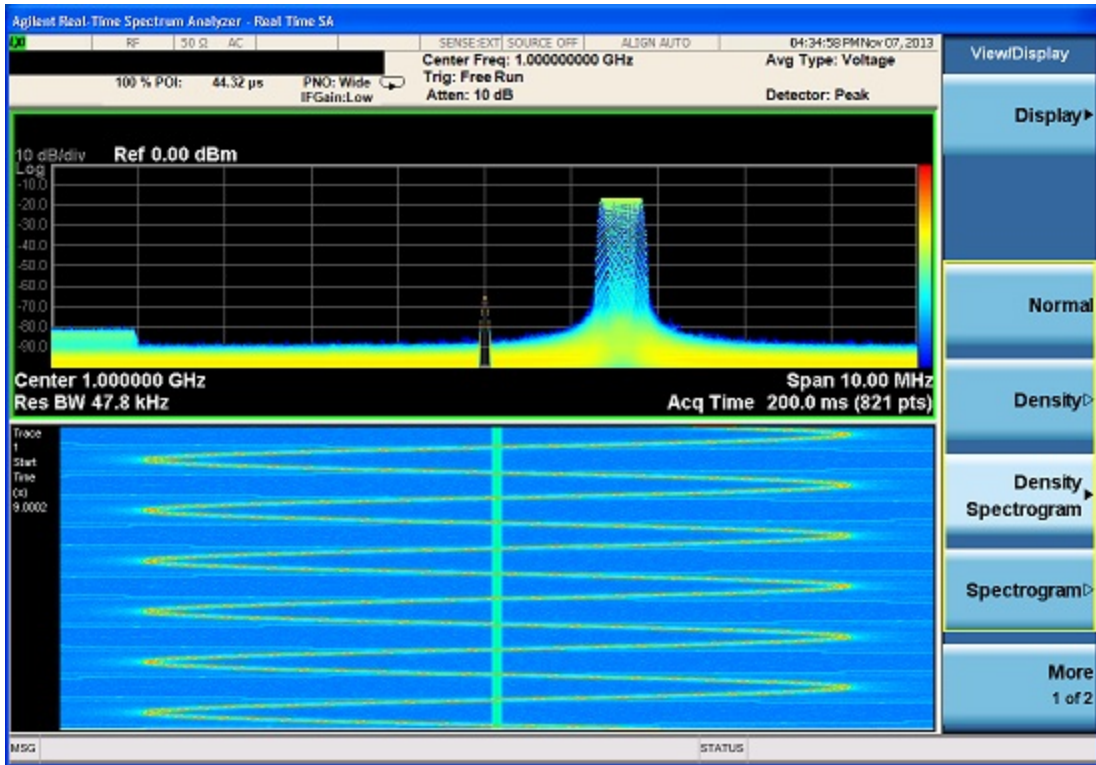 Agilent Real-Time Spectrum Analyzer - Real Time SA
RF 50 Ω AC SENSE:EXT SOURCE OFF ALIGN AUTO 04:34:58 PM Nov 07, 2013
Center Freq: 1.000000000 GHz Avg Type: Voltage
100 % POI: 44.32 µs PNO: Wide Trig: Free Run
IFGain:Low Atten: 10 dB Detector: Peak
10 dB/div Ref 0.00 dBm
Log
-10.0
-20.0
-30.0
-40.0
-50.0
-60.0
-70.0
-80.0
-90.0
Center 1.000000 GHz Span 10.00 MHz
Res BW 47.8 kHz Acq Time 200.0 ms (821 pts)
Trace
1
Start
Time
(x)
9.0002
MSG STATUS
View/Display
Display
Normal
Density
Density
Spectrogram
Spectrogram
More
1 of 2